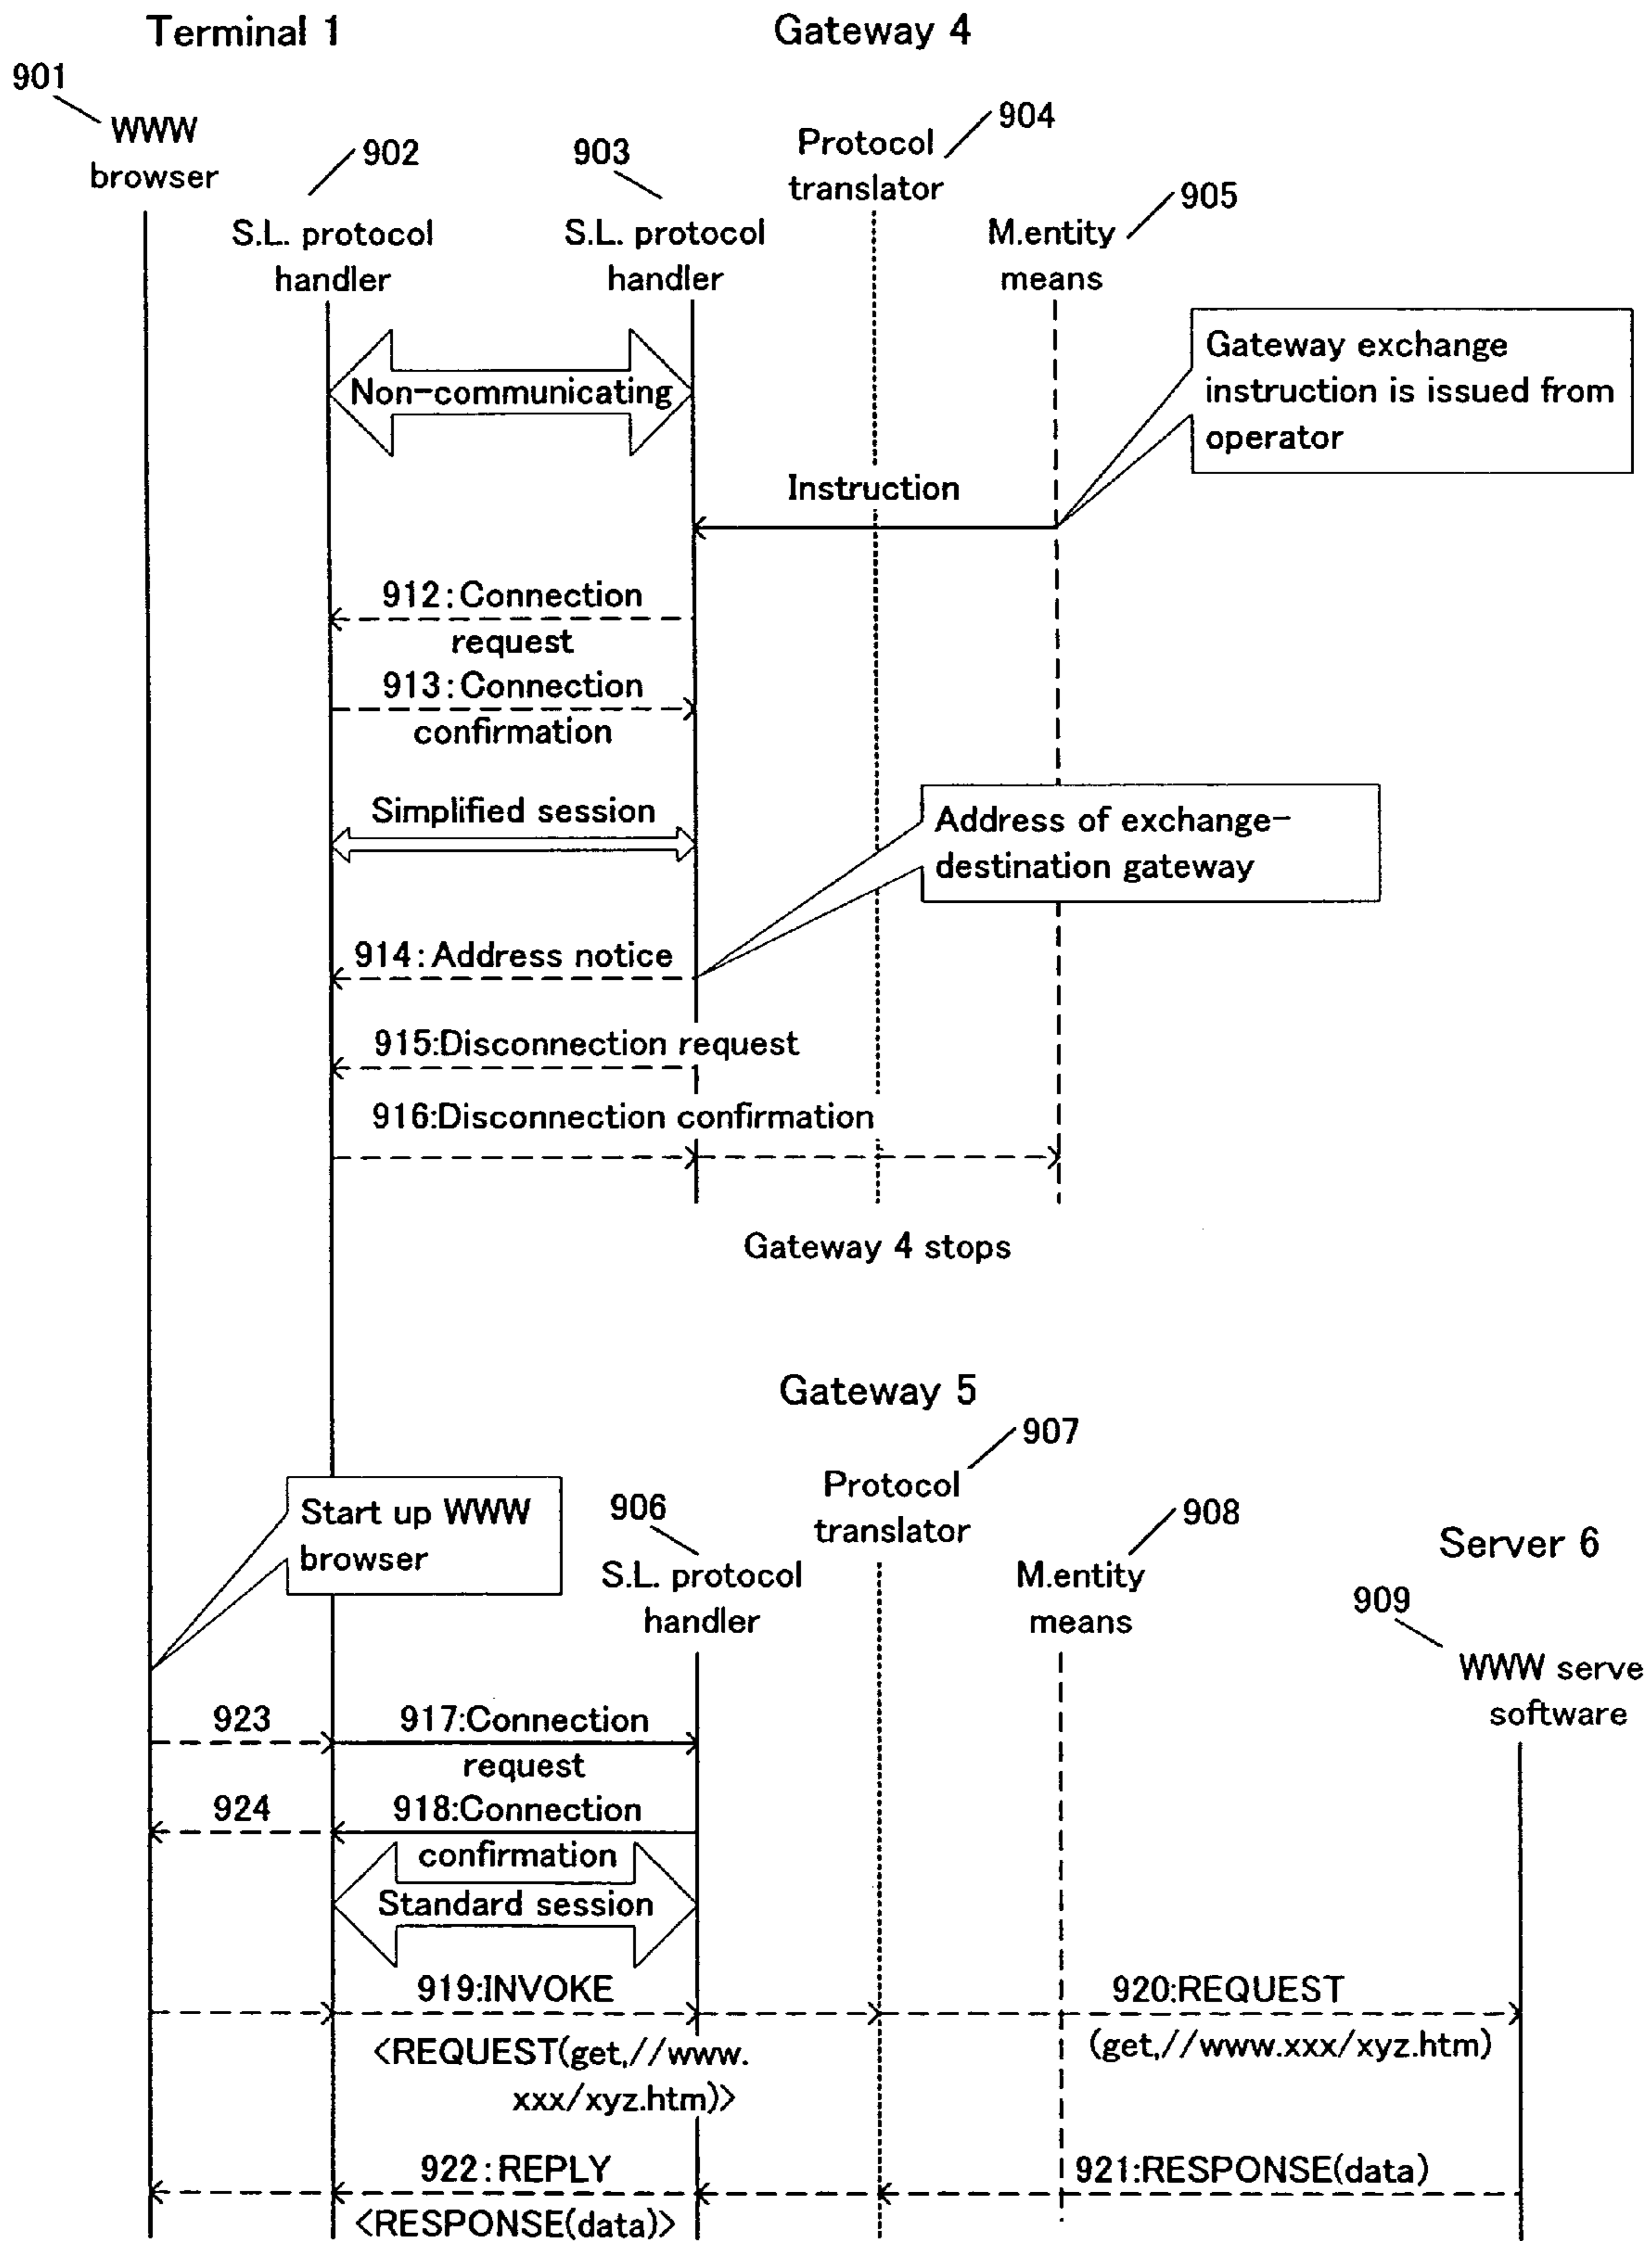 Terminal 1
Gateway 4
901
WWW
browser
902
S.L. protocol
handler
903
S.L. protocol
handler
904
Protocol
translator
905
M.entity
means
Non-communicating
Gateway exchange
instruction is issued from
operator
Instruction
912:Connection
request
913:Connection
confirmation
Simplified session
Address of exchange-
destination gateway
914:Address notice
915:Disconnection request
916:Disconnection confirmation
Gateway 4 stops
Gateway 5
907
Protocol
translator
Start up WWW
browser
906
S.L. protocol
handler
908
M.entity
means
Server 6
909
WWW serve
software
923
917:Connection
request
924
918:Connection
confirmation
Standard session
919:INVOKE
<REQUEST(get,//www.
xxx/xyz.htm)>
920:REQUEST
(get,//www.xxx/xyz.htm)
922:REPLY
<RESPONSE(data)>
921:RESPONSE(data)